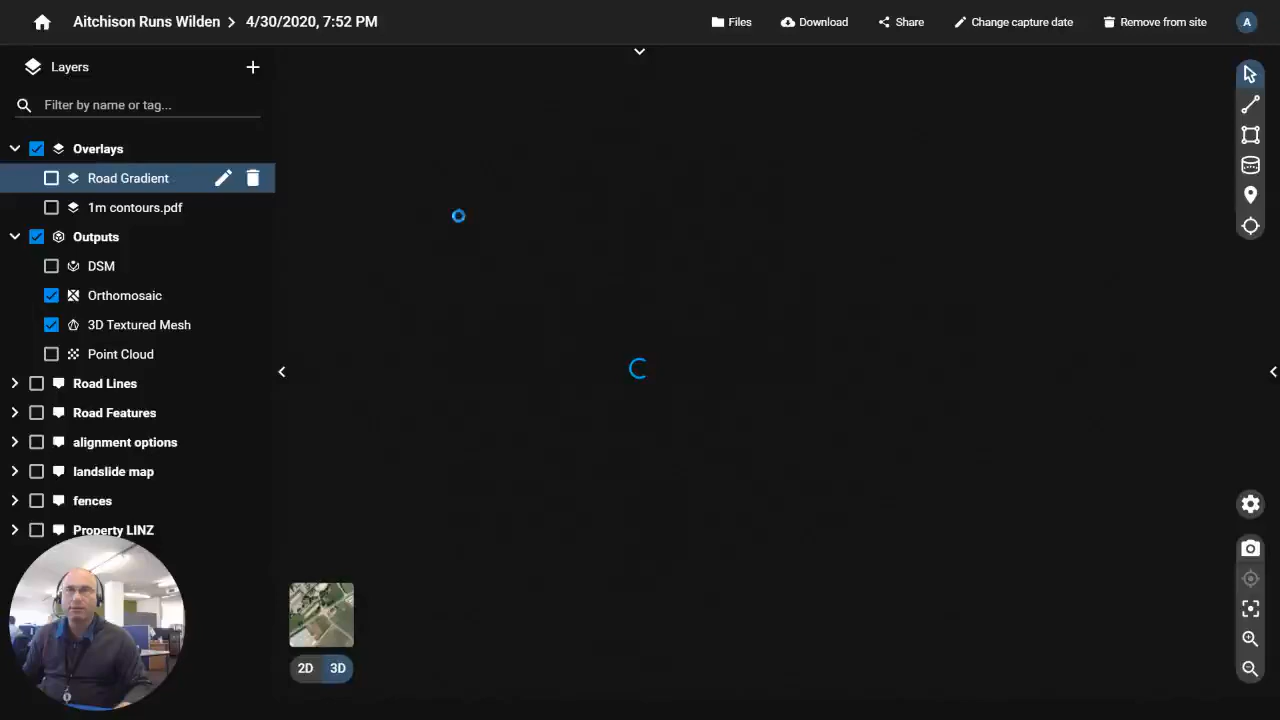 Aitchison Runs Wilden > 4/30/2020, 7:52 PM
Files
Download
Share
Change capture date
Remove from site
A
Layers
Filter by name or tag...
Overlays
Road Gradient
1m contours.pdf
Outputs
DSM
Orthomosaic
3D Textured Mesh
Point Cloud
Road Lines
Road Features
alignment options
landslide map
fences
Property LINZ
2D
3D